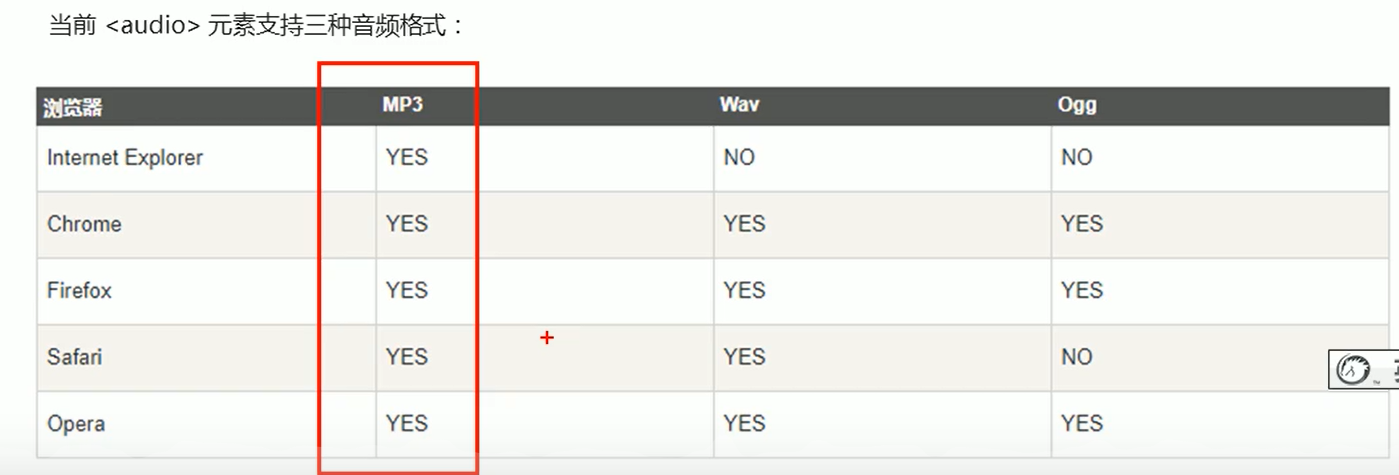 当前 <audio> 元素支持三种音频格式：
浏览器 MP3 Wav Ogg
Internet Explorer YES NO NO
Chrome YES YES YES
Firefox YES YES YES
Safari YES YES NO
Opera YES YES YES